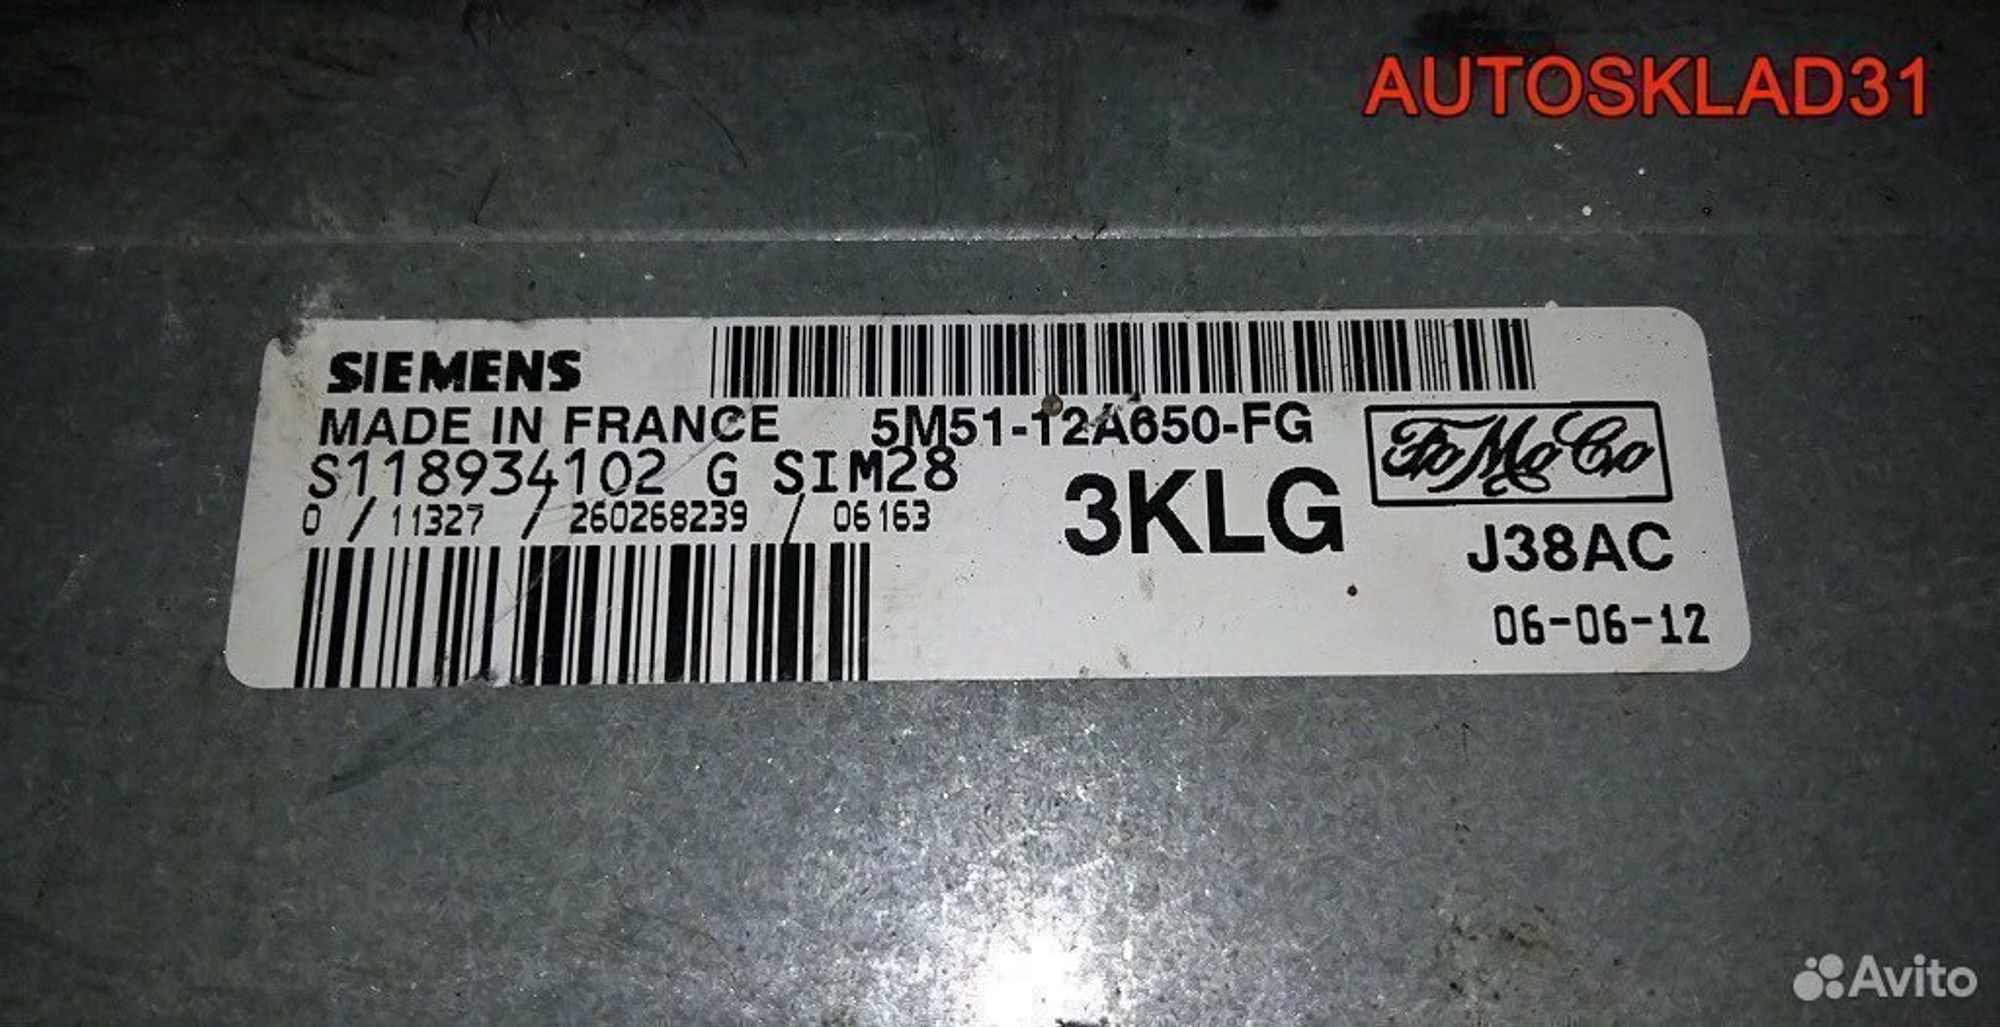 AUTOSKLAD31
SIEMENS
MADE IN FRANCE 5M51-12A650-FG
S118934102 G SIM28
0 / 11327 / 260268239 / 06163
3KLG
FoMoCo
J38AC
06-06-12
Avito